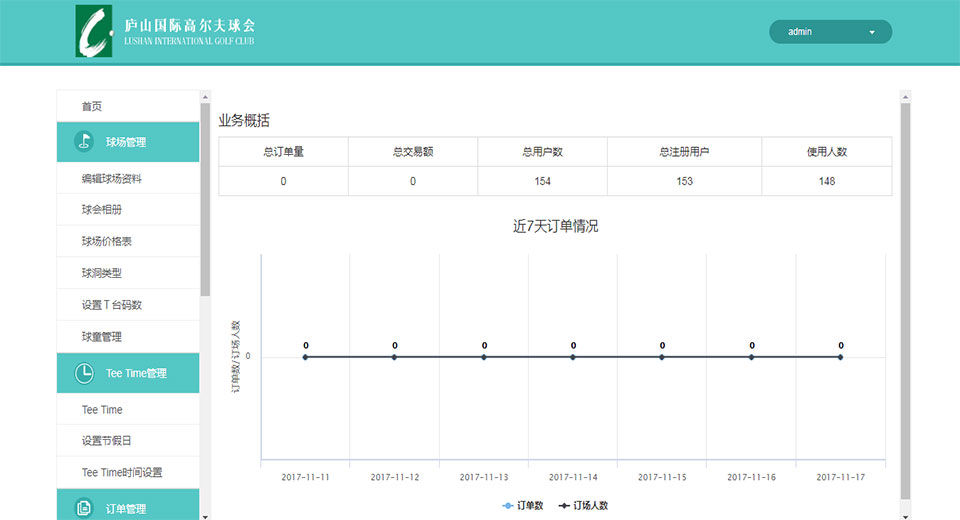 庐山国际高尔夫球会
LUSHAN INTERNATIONAL GOLF CLUB
admin
首页
球场管理
编辑球场资料
球会相册
球场价格表
球洞类型
设置T台码数
球童管理
Tee Time管理
Tee Time
设置节假日
Tee Time时间设置
订单管理
业务概括
总订单量 总交易额 总用户数 总注册用户 使用人数
0 0 154 153 148
近7天订单情况
订单数/订场人数
0
0 0 0 0 0 0 0
2017-11-11 2017-11-12 2017-11-13 2017-11-14 2017-11-15 2017-11-16 2017-11-17
订单数 订场人数